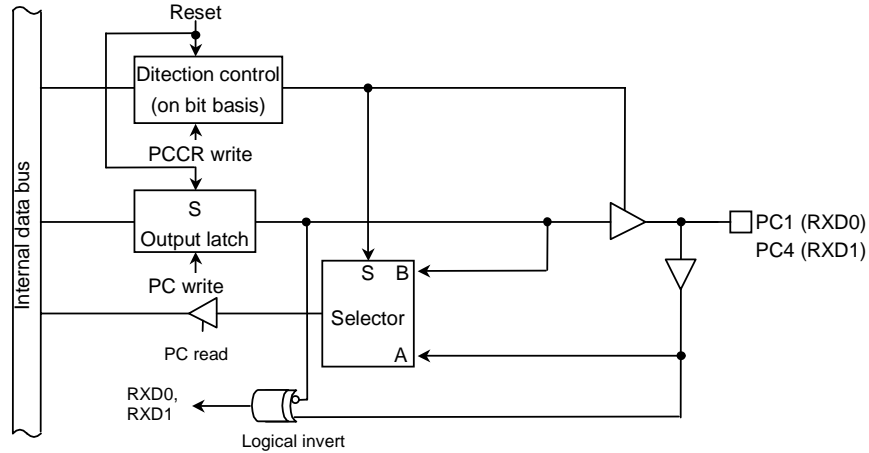 Reset
Ditection control
(on bit basis)
PCCR write
Internal data bus
S
Output latch
PC write
PC1 (RXD0)
PC4 (RXD1)
S B
Selector
A
PC read
RXD0,
RXD1
Logical invert